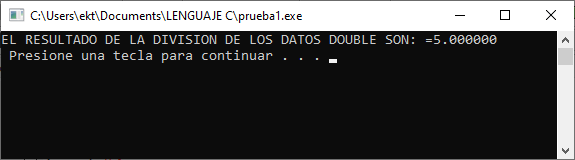 C:\Users\ekt\Documents\LENGUAJE C\prueba1.exe
EL RESULTADO DE LA DIVISION DE LOS DATOS DOUBLE SON: =5.000000
Presione una tecla para continuar . . .